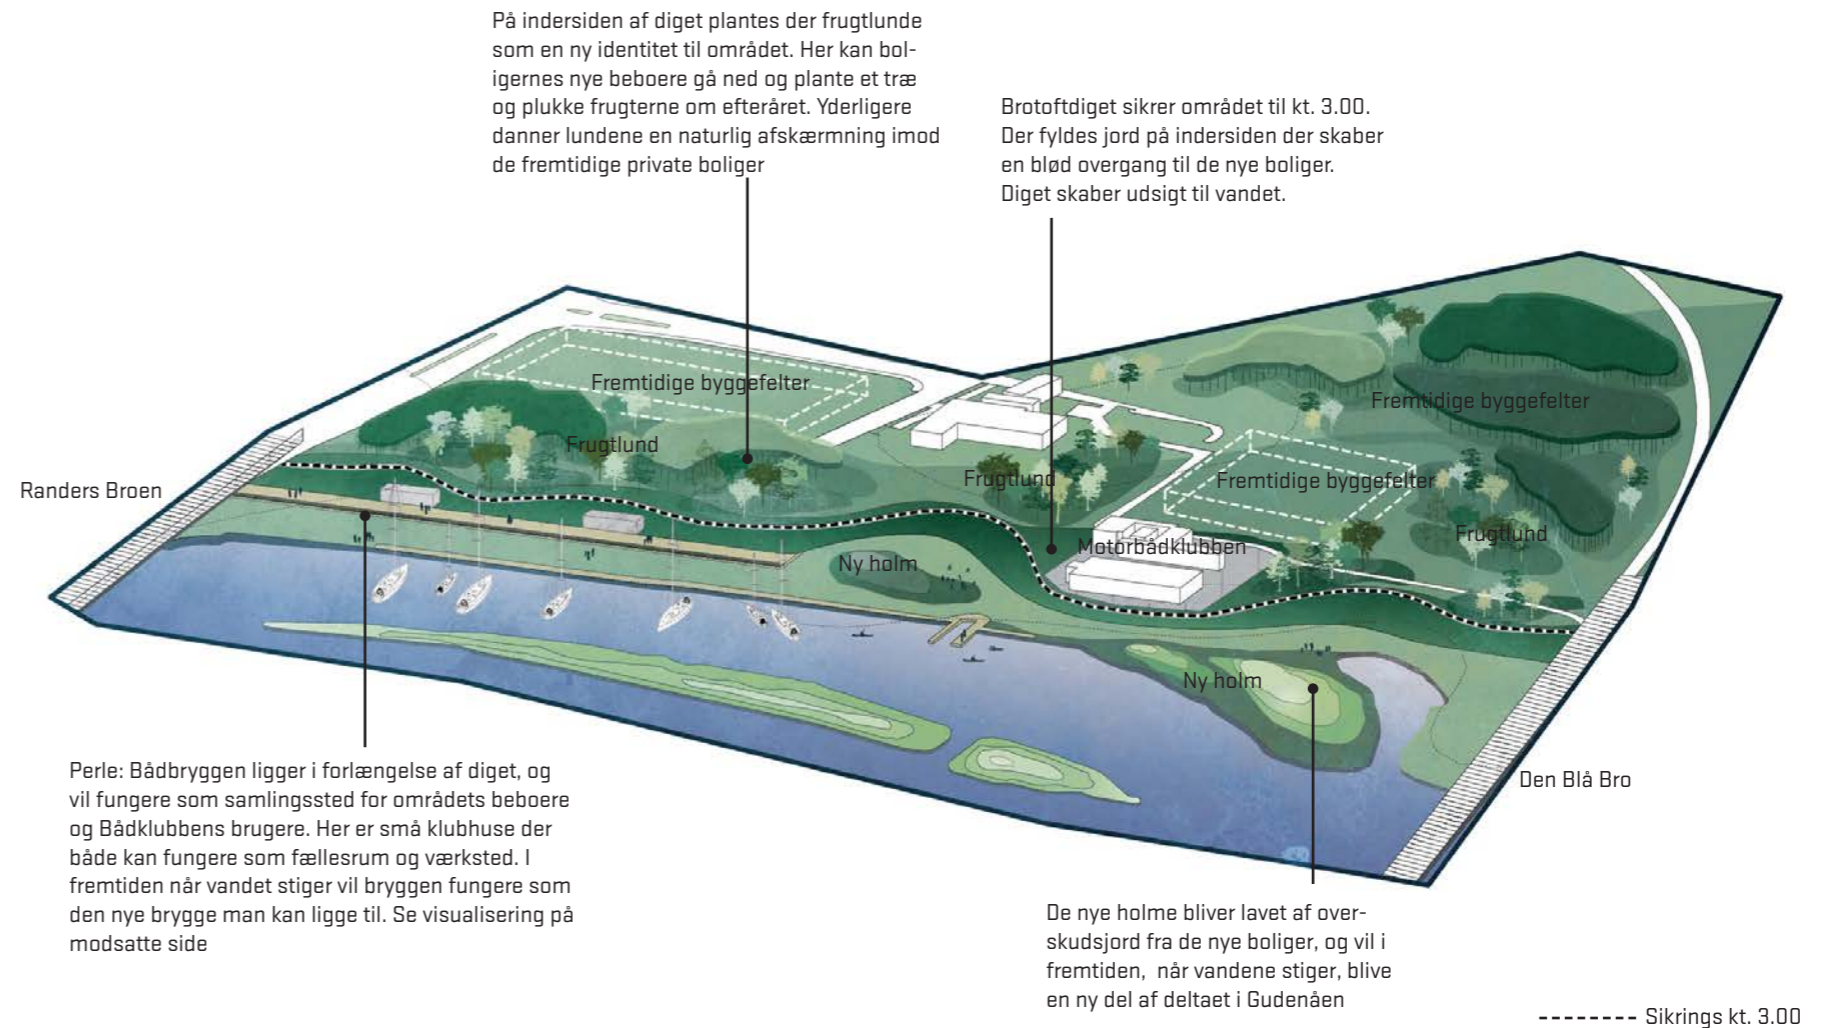 På indersiden af diget plantes der frugtlunde
som en ny identitet til området. Her kan bol-
igernes nye beboere gå ned og plante et træ
og plukke frugterne om efteråret. Yderligere
danner lundene en naturlig afskærmning imod
de fremtidige private boliger
Brotoftdiget sikrer området til kt. 3.00.
Der fyldes jord på indersiden der skaber
en blød overgang til de nye boliger.
Diget skaber udsigt til vandet.
Fremtidige byggefelter
Fremtidige byggefelter
Frugtlund
Frugtlund
Fremtidige byggefelter
Randers Broen
Frugtlund
Motorbådklubben
Ny holm
Ny holm
Den Blå Bro
Perle: Bådbryggen ligger i forlængelse af diget, og
vil fungere som samlingssted for områdets beboere
og Bådklubbens brugere. Her er små klubhuse der
både kan fungere som fællesrum og værksted. I
fremtiden når vandet stiger vil bryggen fungere som
den nye brygge man kan ligge til. Se visualisering på
modsatte side
De nye holme bliver lavet af over-
skudsjord fra de nye boliger, og vil i
fremtiden, når vandene stiger, blive
en ny del af deltaet i Gudenåen
Sikrings kt. 3.00